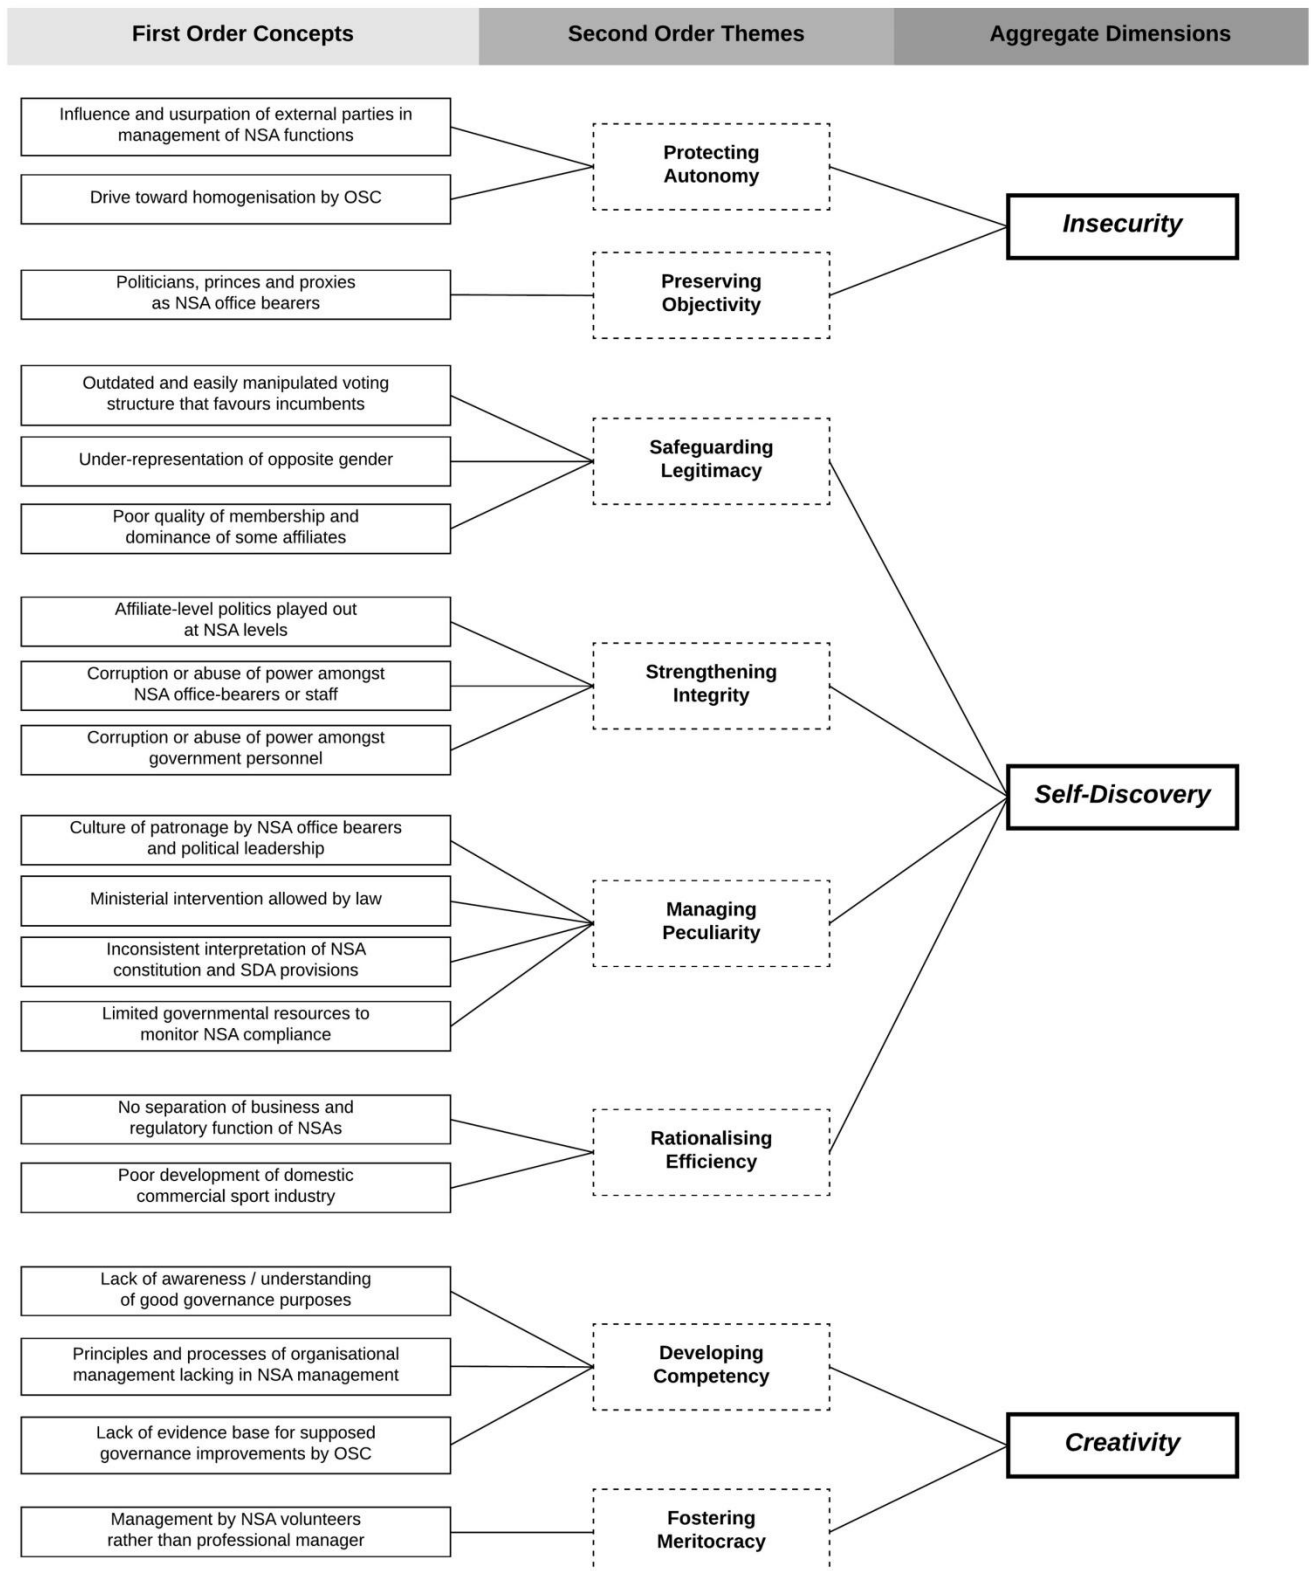 First Order Concepts
Second Order Themes
Aggregate Dimensions
Influence and usurpation of external parties in
management of NSA functions
Drive toward homogenisation by OSC
Protecting
Autonomy
Politicians, princes and proxies
as NSA office bearers
Preserving
Objectivity
Insecurity
Outdated and easily manipulated voting
structure that favours incumbents
Under-representation of opposite gender
Poor quality of membership and
dominance of some affiliates
Safeguarding
Legitimacy
Affiliate-level politics played out
at NSA levels
Corruption or abuse of power amongst
NSA office-bearers or staff
Corruption or abuse of power amongst
government personnel
Strengthening
Integrity
Culture of patronage by NSA office bearers
and political leadership
Ministerial intervention allowed by law
Inconsistent interpretation of NSA
constitution and SDA provisions
Limited governmental resources to
monitor NSA compliance
Managing
Peculiarity
No separation of business and
regulatory function of NSAs
Poor development of domestic
commercial sport industry
Rationalising
Efficiency
Self-Discovery
Lack of awareness / understanding
of good governance purposes
Principles and processes of organisational
management lacking in NSA management
Lack of evidence base for supposed
governance improvements by OSC
Developing
Competency
Management by NSA volunteers
rather than professional manager
Fostering
Meritocracy
Creativity